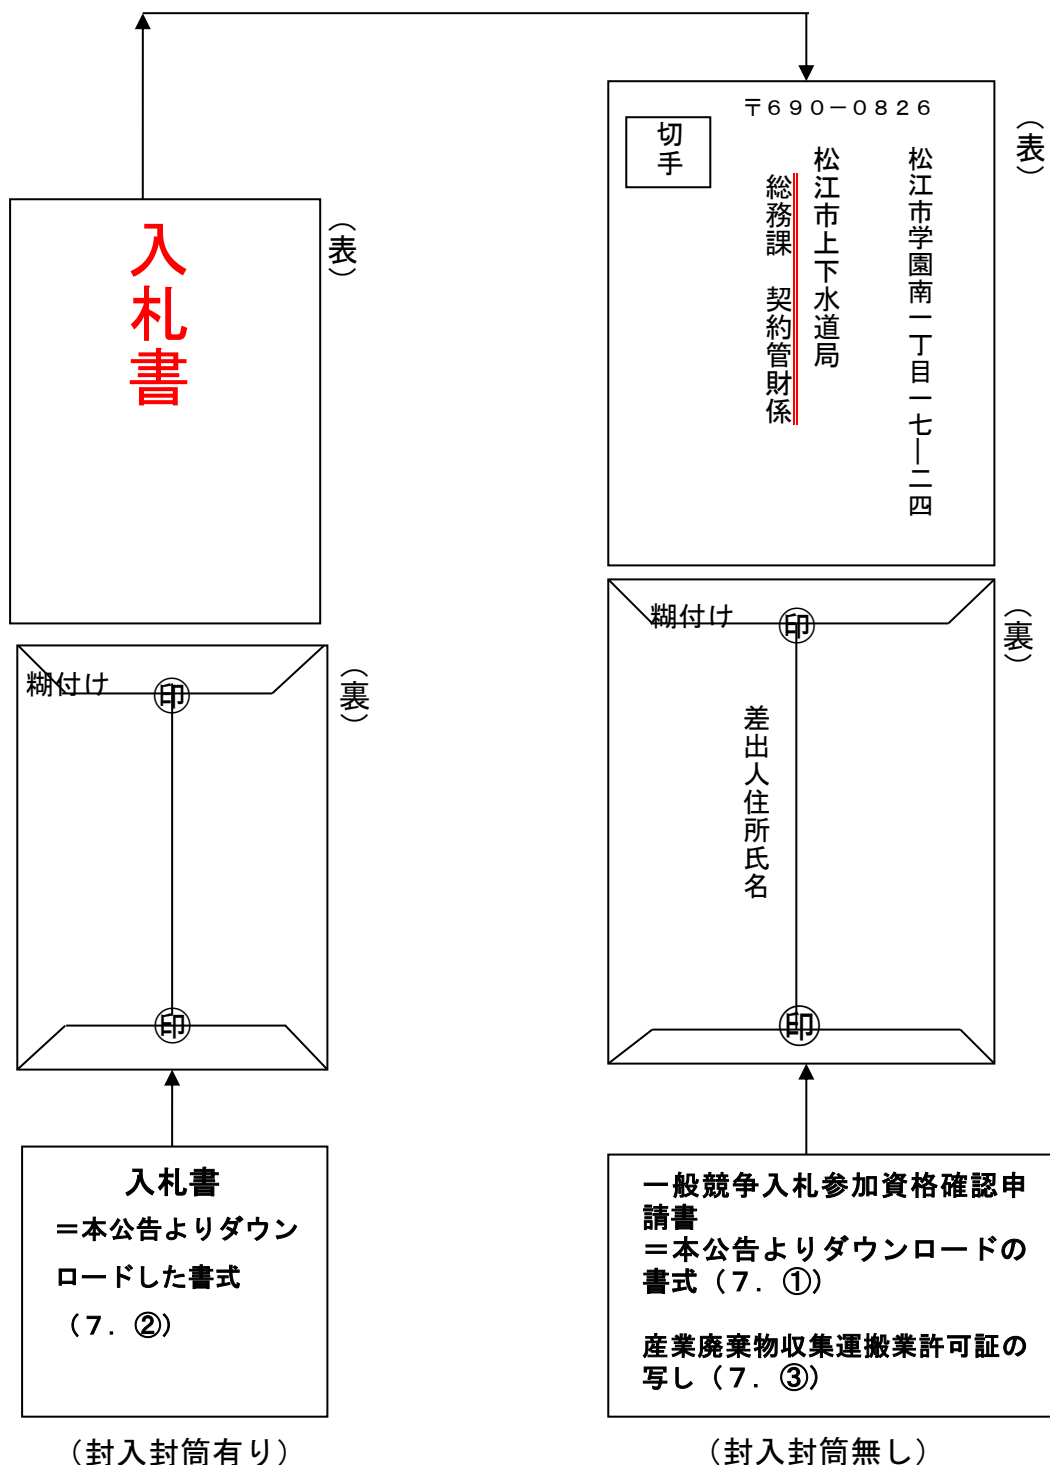 入札書
（表）
糊付け
印
印
（裏）
入札書
＝本公告よりダウン
ロードした書式
（７．②）
（封入封筒有り）
〒６９０－０８２６
切手
松江市学園南一丁目一七―二四
松江市上下水道局
総務課　契約管財係
（表）
糊付け
印
差出人住所氏名
印
（裏）
一般競争入札参加資格確認申
請書
＝本公告よりダウンロードの
書式（７．①）
産業廃棄物収集運搬業許可証の
写し（７．③）
（封入封筒無し）